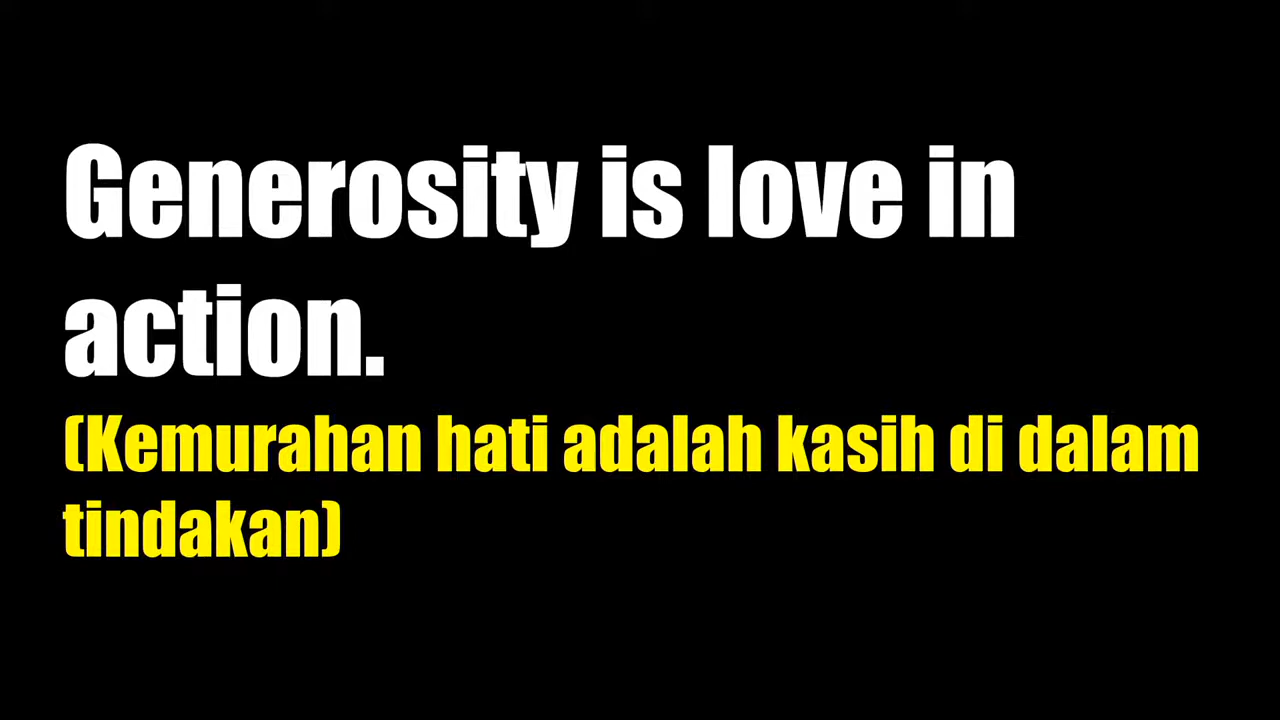 Generosity is love in
action.
(Kemurahan hati adalah kasih di dalam
tindakan)